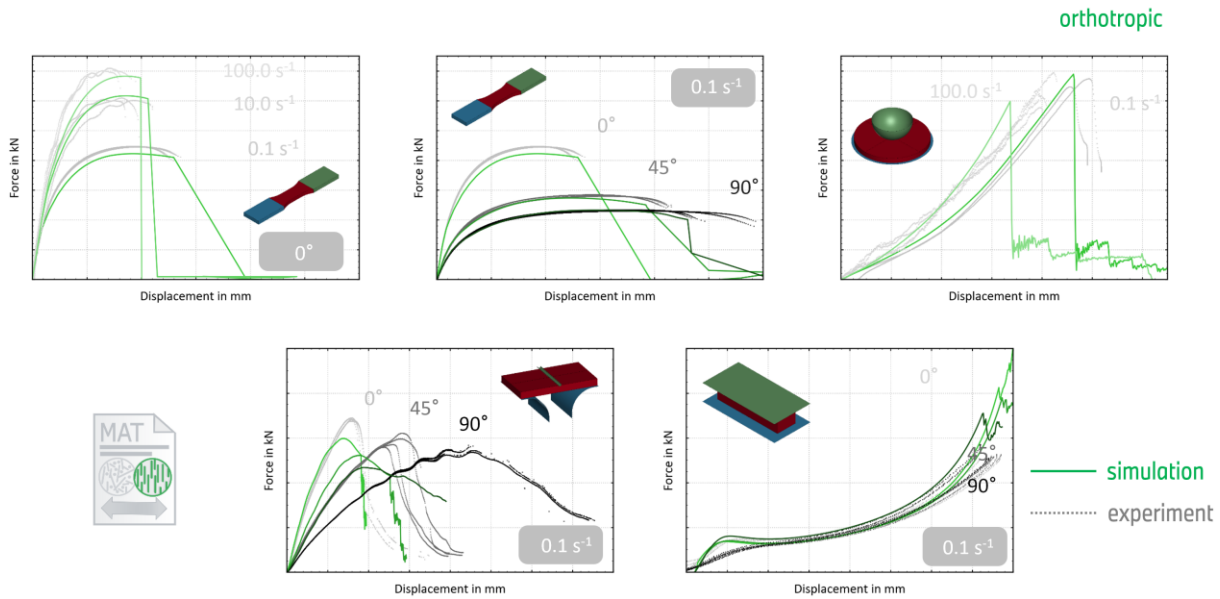 orthotropic
100.0 s⁻¹
10.0 s⁻¹
0.1 s⁻¹
0°
Force in kN
Displacement in mm
0.1 s⁻¹
0°
45°
90°
Force in kN
Displacement in mm
100.0 s⁻¹
0.1 s⁻¹
Force in kN
Displacement in mm
MAT
0°
45°
90°
0.1 s⁻¹
Force in kN
Displacement in mm
0°
45°
90°
0.1 s⁻¹
Force in kN
Displacement in mm
simulation
experiment